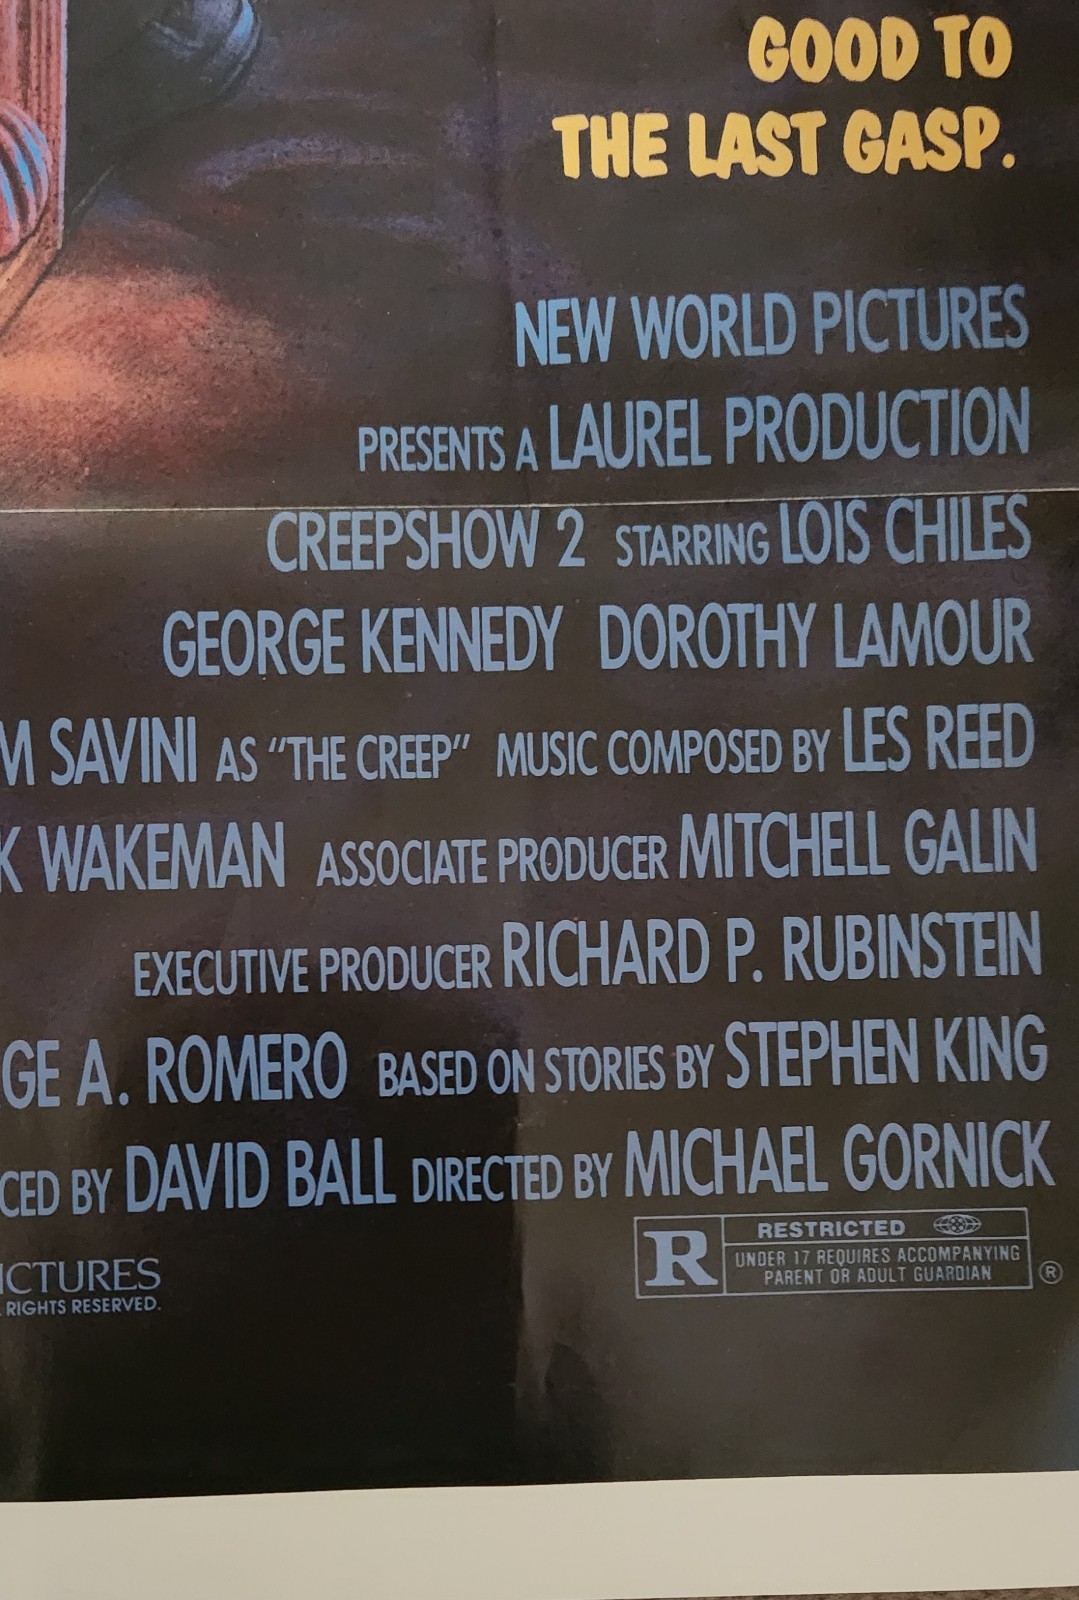 GOOD TO
THE LAST GASP.
NEW WORLD PICTURES
PRESENTS A LAUREL PRODUCTION
CREEPSHOW 2 STARRING LOIS CHILES
GEORGE KENNEDY DOROTHY LAMOUR
M SAVINI AS "THE CREEP" MUSIC COMPOSED BY LES REED
K WAKEMAN ASSOCIATE PRODUCER MITCHELL GALIN
EXECUTIVE PRODUCER RICHARD P. RUBINSTEIN
GE A. ROMERO BASED ON STORIES BY STEPHEN KING
CED BY DAVID BALL DIRECTED BY MICHAEL GORNICK
R RESTRICTED
UNDER 17 REQUIRES ACCOMPANYING
PARENT OR ADULT GUARDIAN ®
ICTURES
RIGHTS RESERVED.